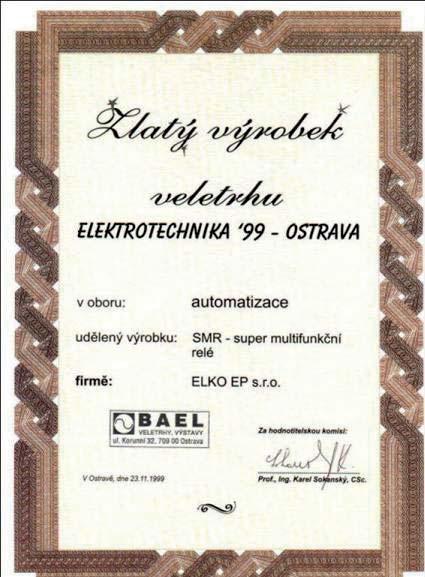 Zlatý výrobek
veletrhu
ELEKTROTECHNIKA '99 - OSTRAVA
v oboru: automatizace
udělený výrobku: SMR - super multifunkční
relé
firmě: ELKO EP s.r.o.
BAEL
VELETRHY, VÝSTAVY
ul. Korunní 32, 709 00 Ostrava
Za hodnotitelskou komisi:
V Ostravě, dne 23.11.1999
Prof., Ing. Karel Sokanský, CSc.